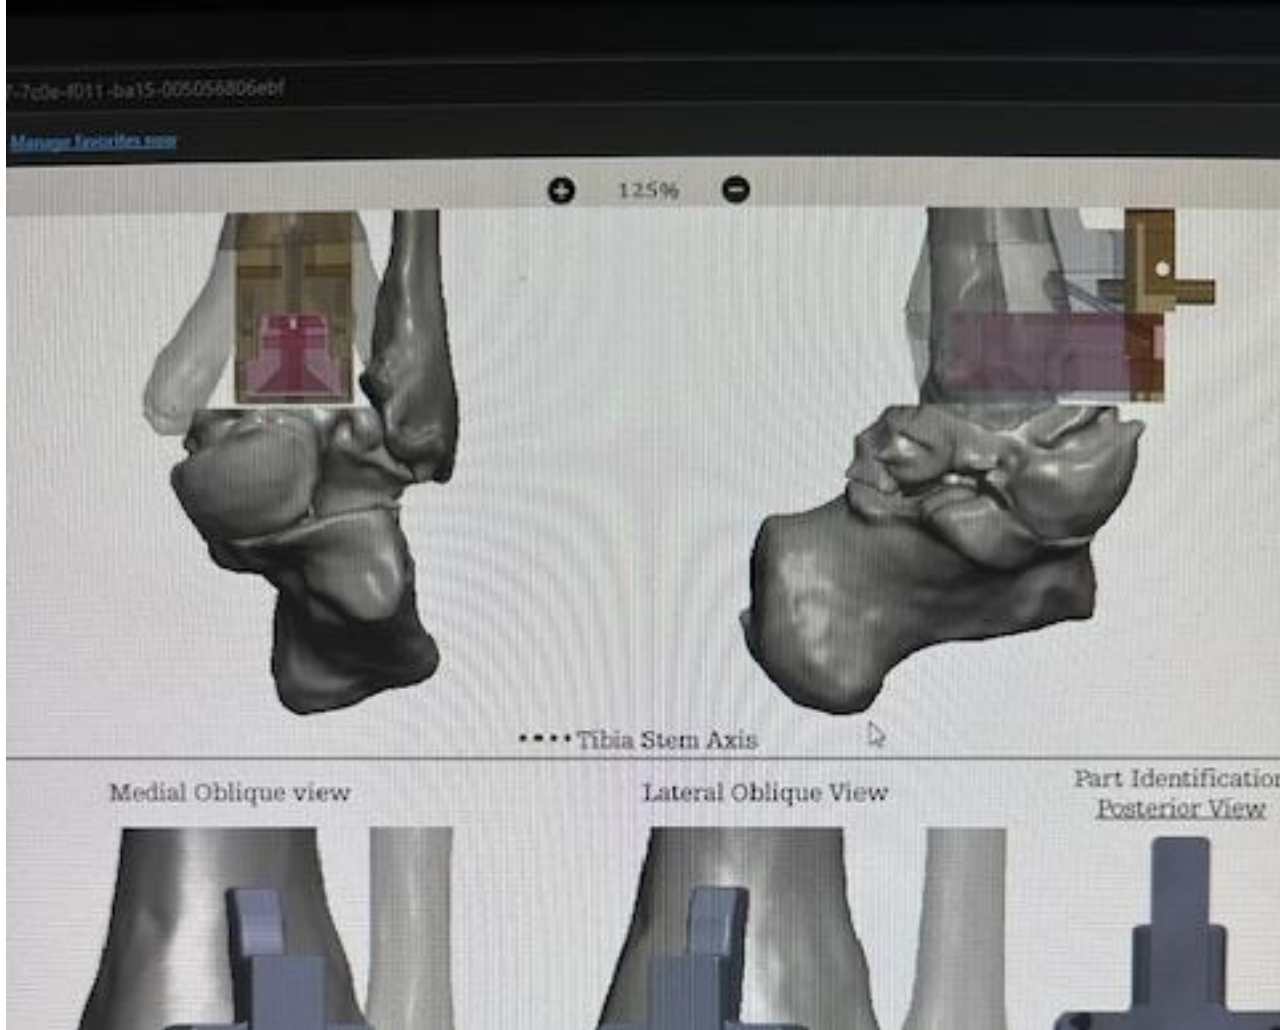 7-7c0e-f011-ba15-005056806ebf
Manage favorites now
125%
Tibia Stem Axis
Medial Oblique view
Lateral Oblique View
Part Identification
Posterior View